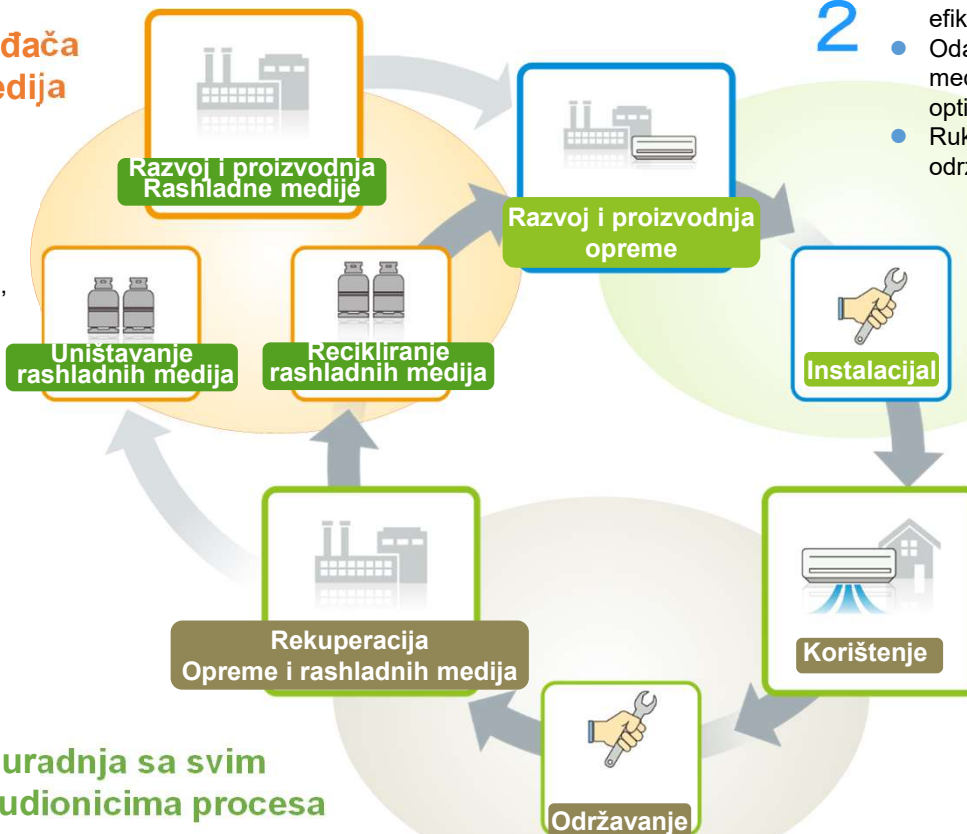 đača
edija
2
efik
Oda
med
opti
Ruk
održ
Razvoj i proizvodnja
Rashladne medije
Razvoj i proizvodnja
opreme
,
Uništavanje
rashladnih medija
Recikliranje
rashladnih medija
Instalacijal
Rekuperacija
Opreme i rashladnih medija
Korištenje
uradnja sa svim
udionicima procesa
Održavanje